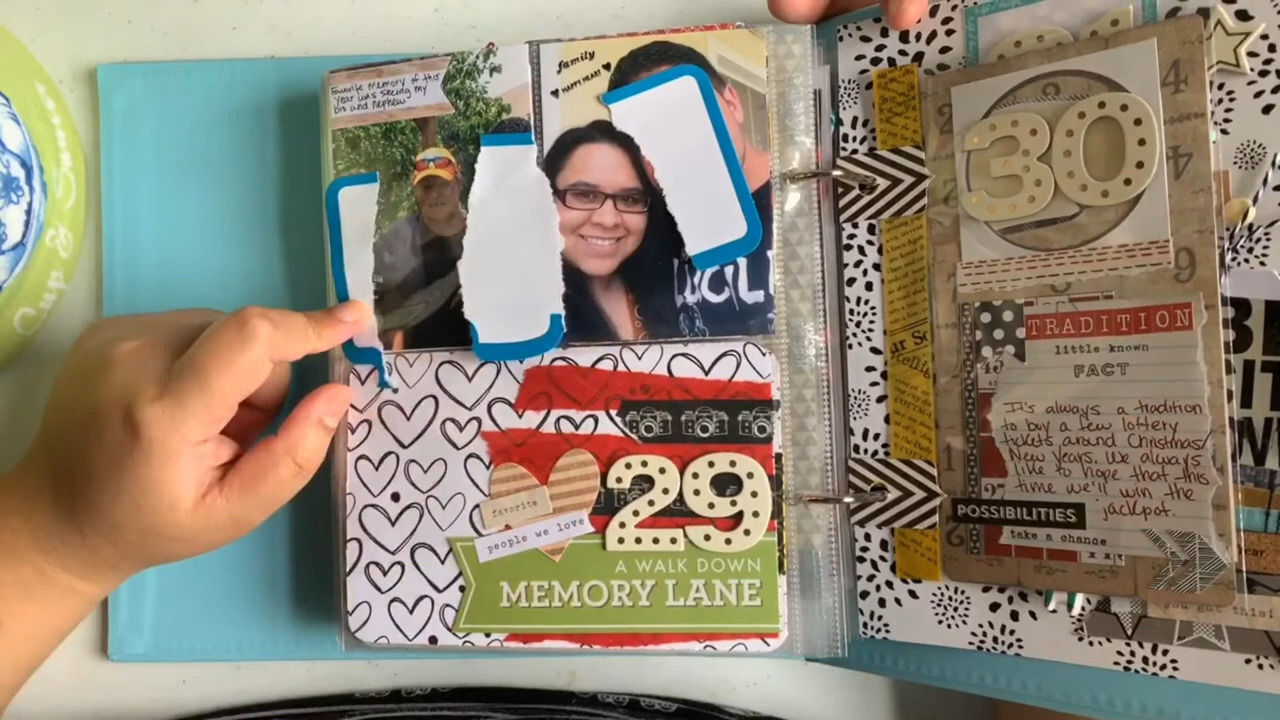 Favorite memory of this
year was seeing my
bro and nephew
family
HAPPY HEART
29
favorite
people we love
A WALK DOWN
MEMORY LANE
30
TRADITION
little known
FACT
It's always a tradition
to buy a few lottery
tickets around Christmas/
New Years. We always
like to hope that this
time we'll win the
jackpot.
POSSIBILITIES
take a chance
you got this!